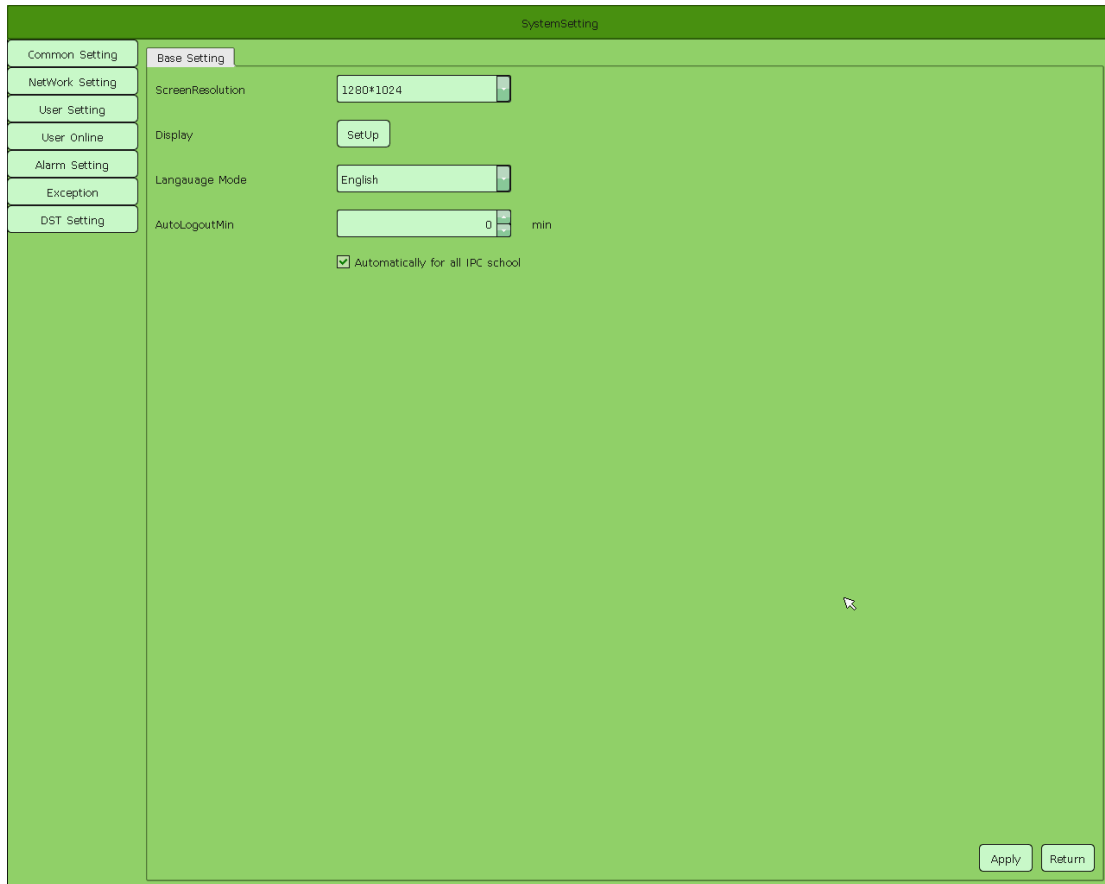 SystemSetting
Common Setting
NetWork Setting
User Setting
User Online
Alarm Setting
Exception
DST Setting
Base Setting
ScreenResolution 1280*1024
Display SetUp
Langauage Mode English
AutoLogoutMin 0 min
Automatically for all IPC school
Apply Return